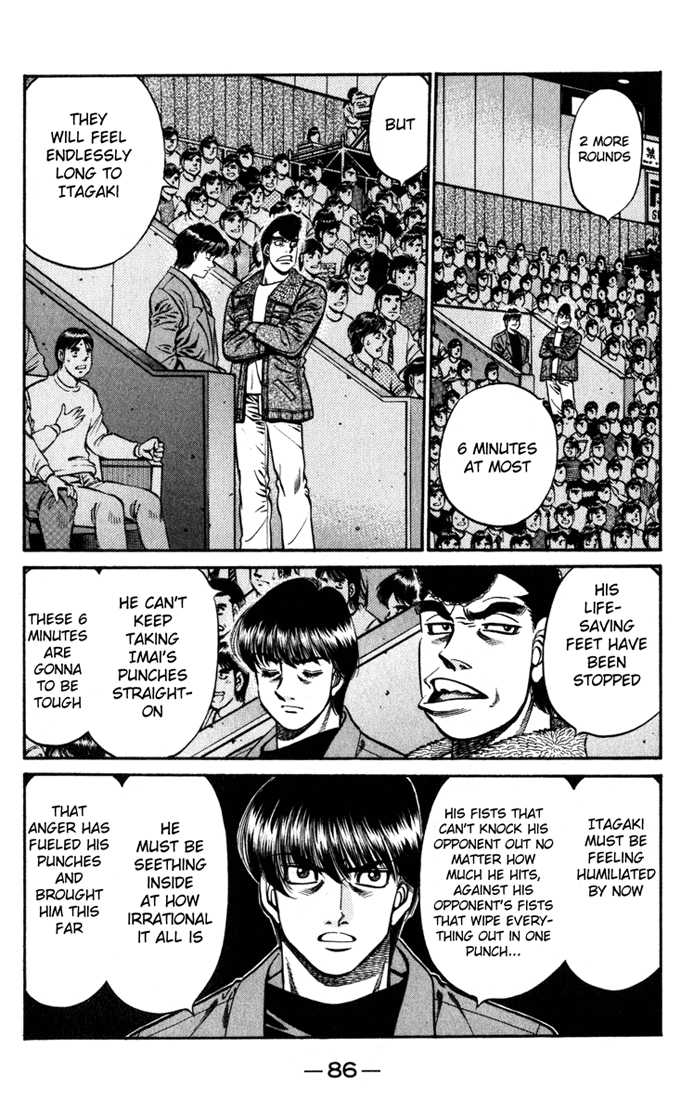 2 MORE
ROUNDS
6 MINUTES
AT MOST
BUT
THEY
WILL FEEL
ENDLESSLY
LONG TO
ITAGAKI
HIS
LIFE-
SAVING
FEET HAVE
BEEN
STOPPED
HE CAN'T
KEEP
TAKING
IMAI'S
PUNCHES
STRAIGHT-
ON
THESE 6
MINUTES
ARE
GONNA
TO BE
TOUGH
ITAGAKI
MUST BE
FEELING
HUMILIATED
BY NOW
HIS FISTS THAT
CAN'T KNOCK HIS
OPPONENT OUT NO
MATTER HOW
MUCH HE HITS,
AGAINST HIS
OPPONENT'S FISTS
THAT WIPE EVERY-
THING OUT IN ONE
PUNCH...
HE
MUST BE
SEETHING
INSIDE
AT HOW
IRRATIONAL
IT ALL IS
THAT
ANGER HAS
FUELED HIS
PUNCHES
AND
BROUGHT
HIM THIS
FAR
—86—